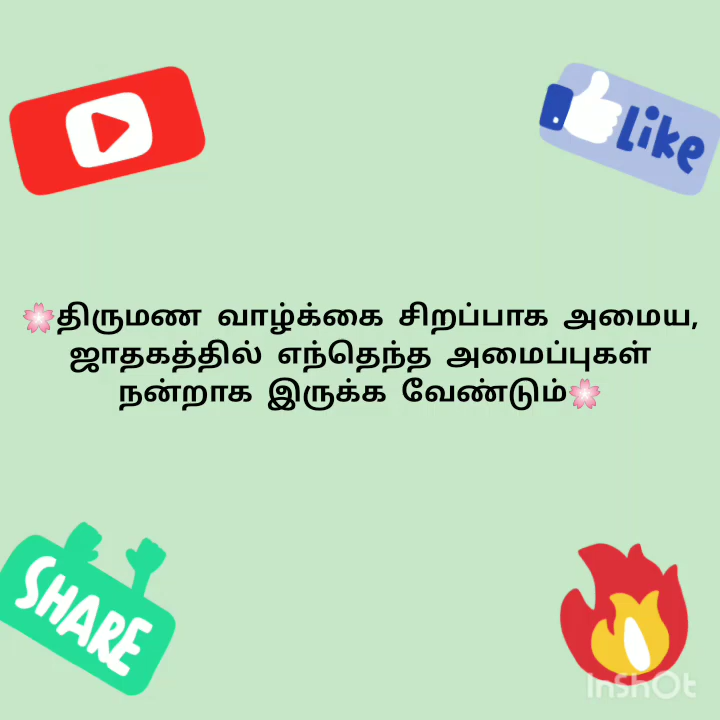 Like
🌸திருமண வாழ்க்கை சிறப்பாக அமைய,
ஜாதகத்தில் எந்தெந்த அமைப்புகள்
நன்றாக இருக்க வேண்டும்🌸
SHARE
InShOt